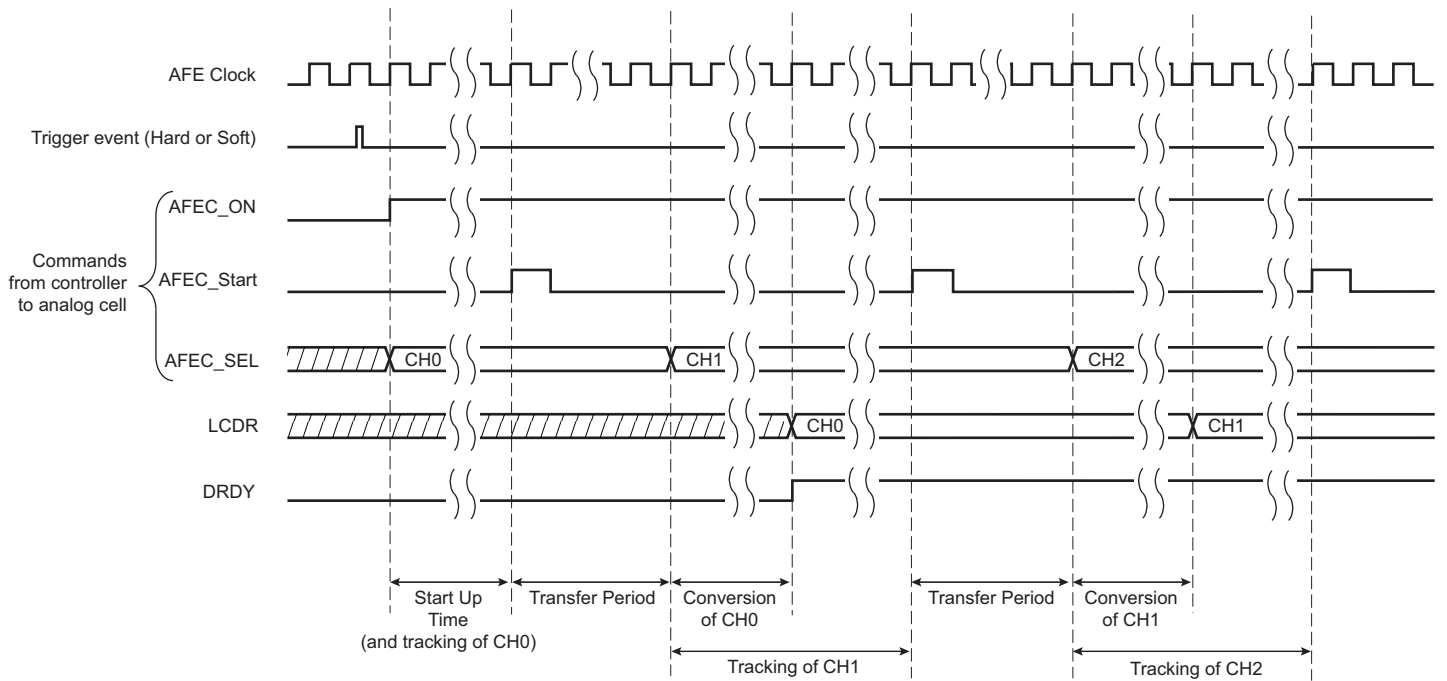 AFE Clock
Trigger event (Hard or Soft)
AFEC_ON
Commands
from controller
to analog cell
AFEC_Start
AFEC_SEL
CH0
CH1
CH2
LCDR
CH0
CH1
DRDY
Start Up
Time
(and tracking of CH0)
Transfer Period
Conversion
of CH0
Transfer Period
Conversion
of CH1
Tracking of CH1
Tracking of CH2